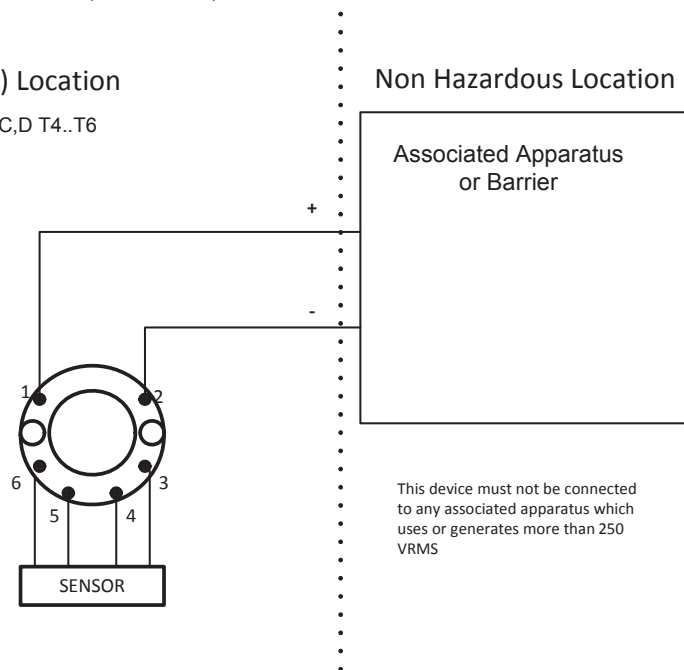 ) Location
C,D T4..T6
Non Hazardous Location
Associated Apparatus
or Barrier
+
-
1
2
6
3
5
4
SENSOR
This device must not be connected
to any associated apparatus which
uses or generates more than 250
VRMS